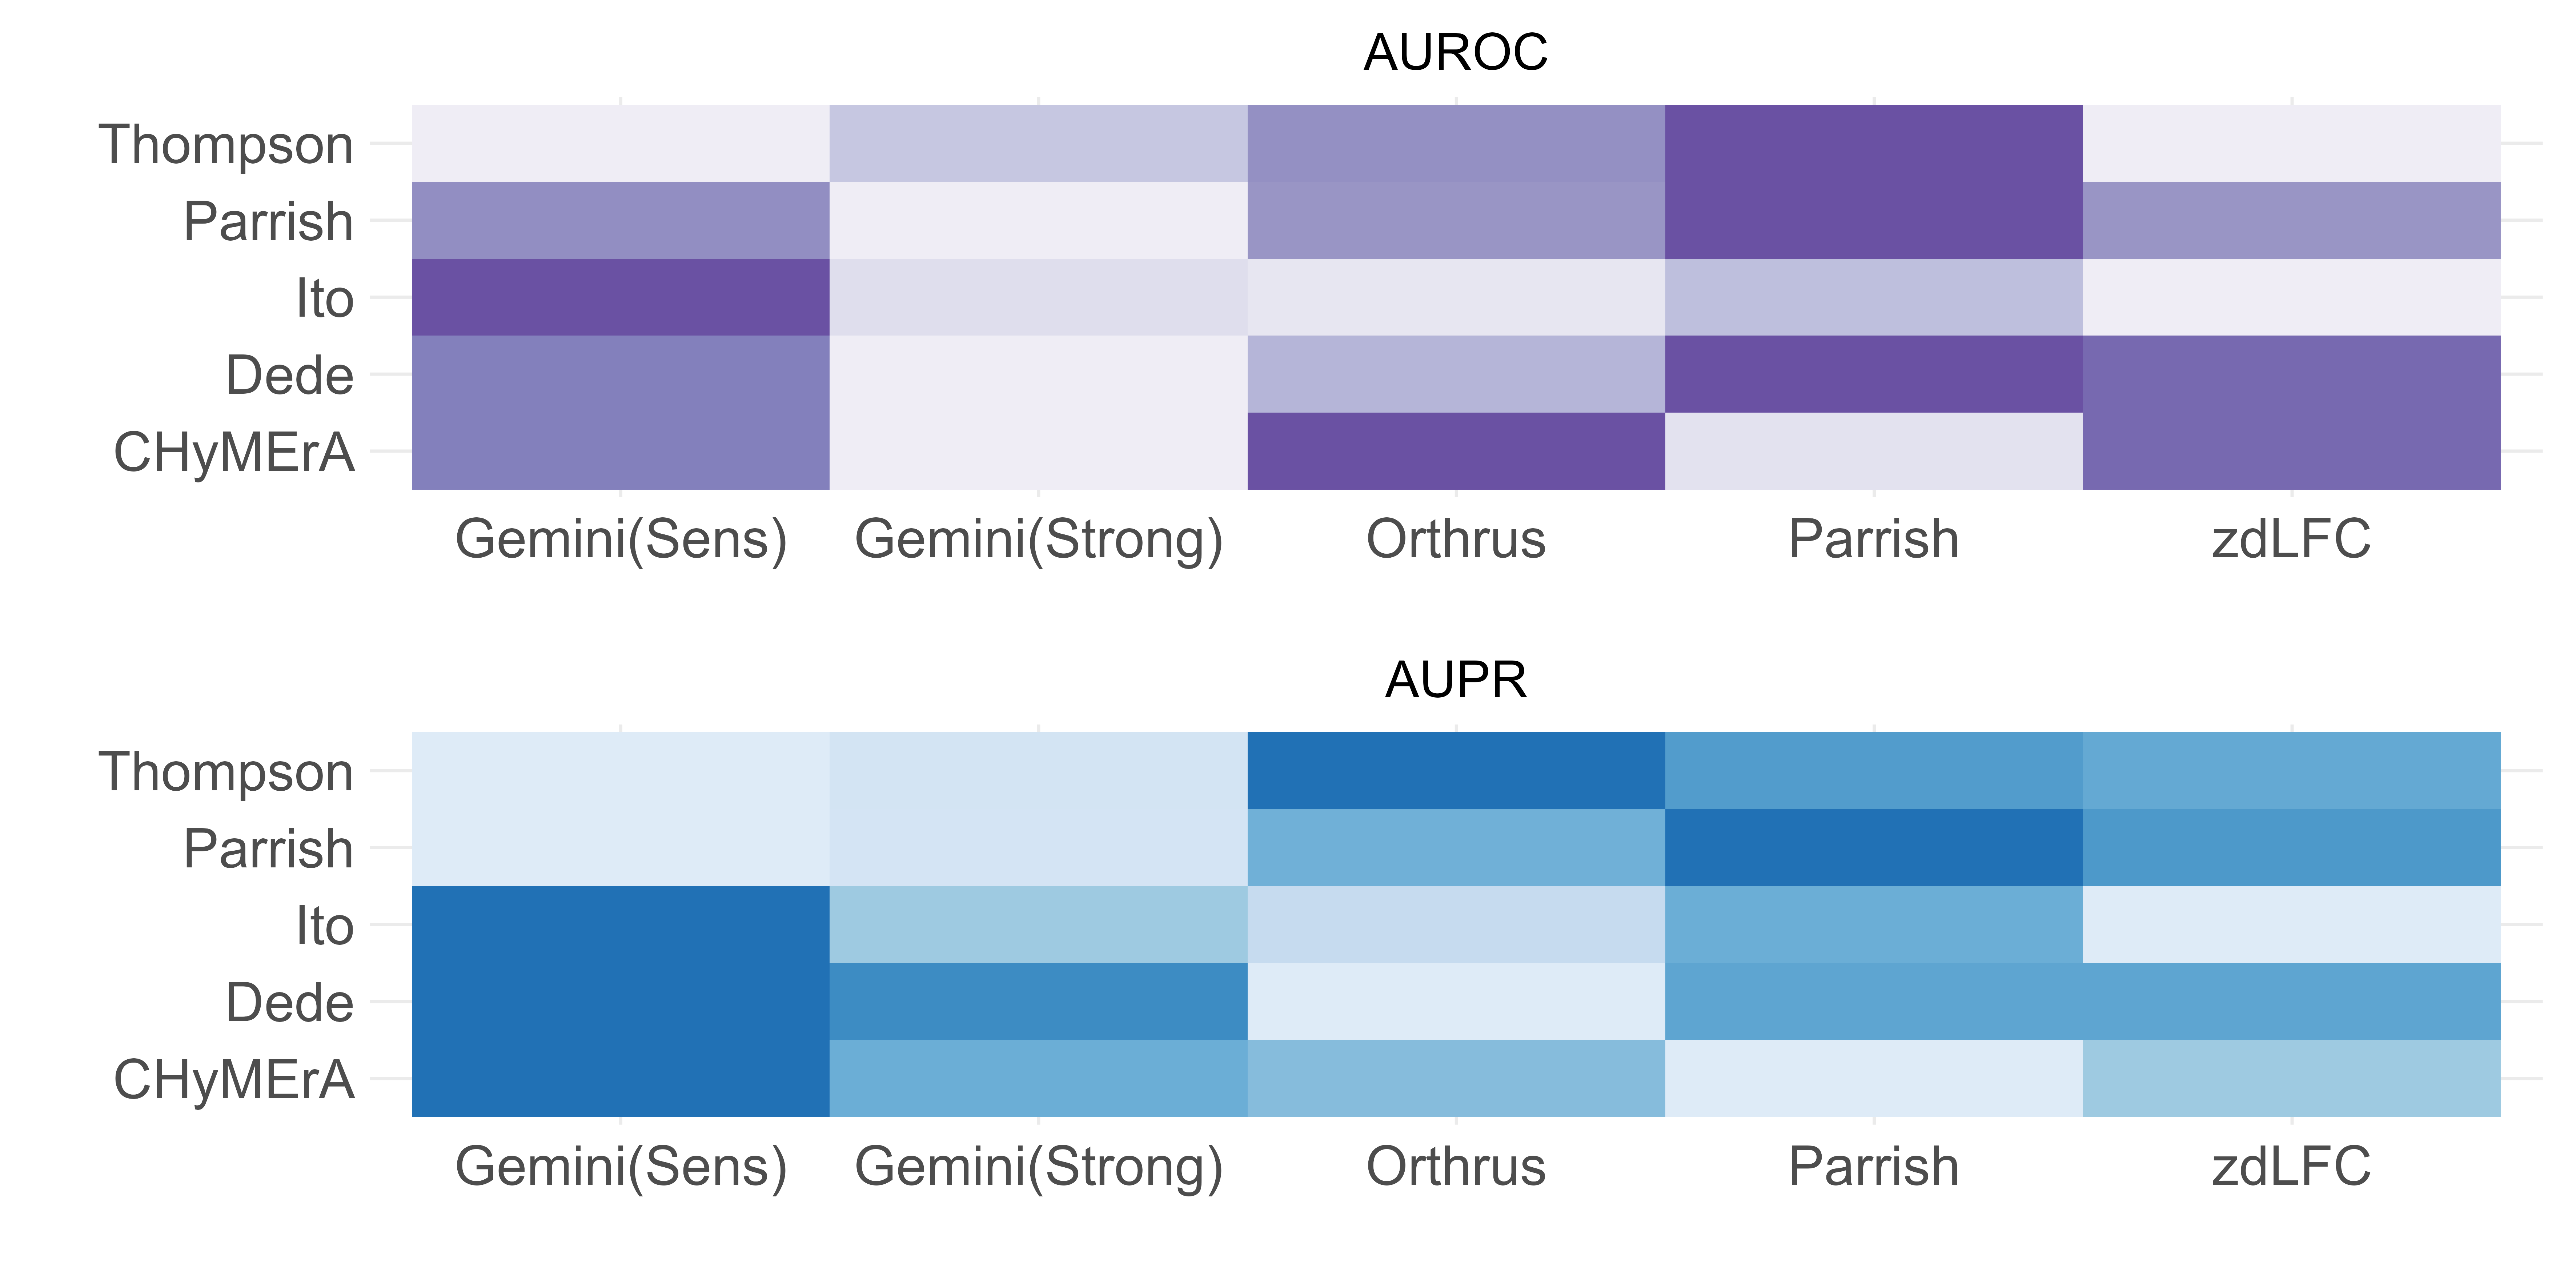 AUROC
Thompson
Parrish
Ito
Dede
CHyMErA
Gemini(Sens) Gemini(Strong) Orthrus Parrish zdLFC
AUPR
Thompson
Parrish
Ito
Dede
CHyMErA
Gemini(Sens) Gemini(Strong) Orthrus Parrish zdLFC